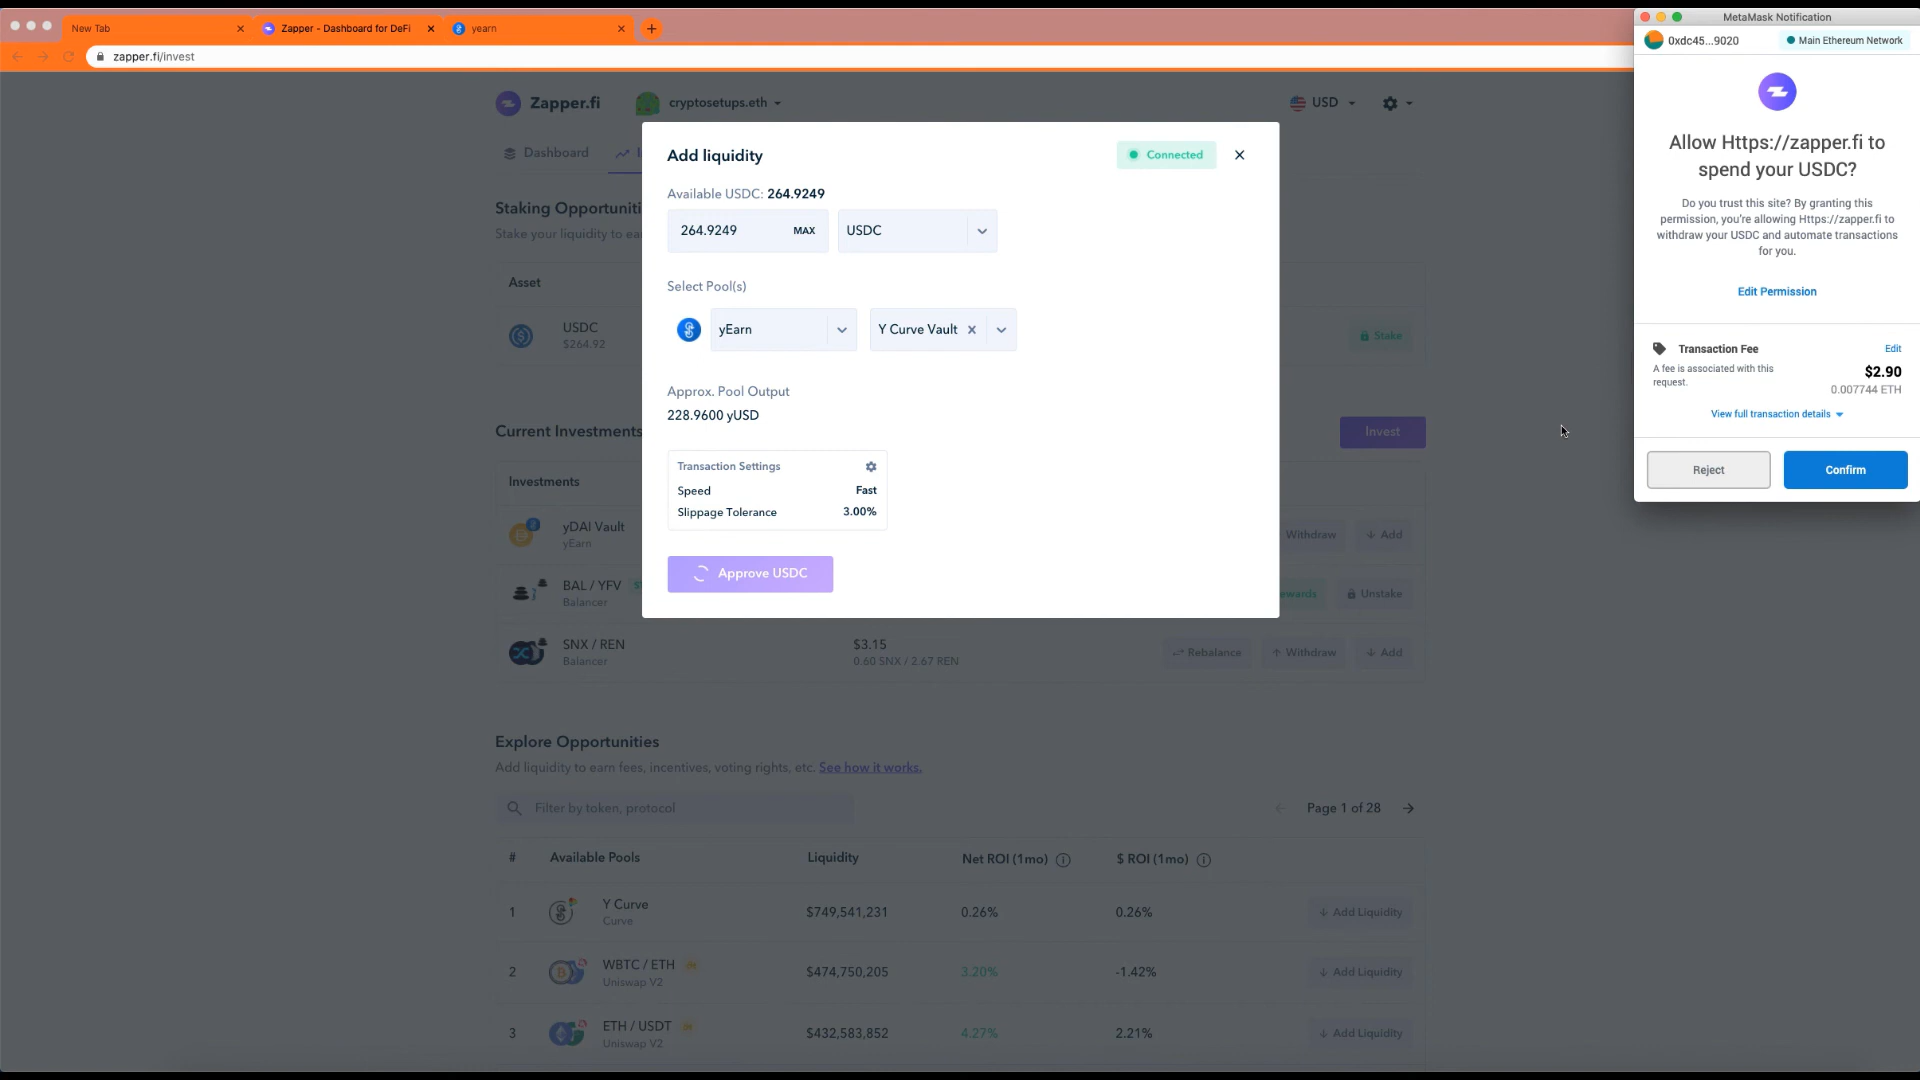 New Tab
Zapper - Dashboard for DeFi
yearn
zapper.fi/invest
MetaMask Notification
0xdc45...9020
Main Ethereum Network
Allow Https://zapper.fi to
spend your USDC?
Do you trust this site? By granting this
permission, you're allowing Https://zapper.fi to
withdraw your USDC and automate transactions
for you.
Edit Permission
Transaction Fee
Edit
A fee is associated with this
request.
$2.90
0.007744 ETH
View full transaction details
Reject
Confirm
Zapper.fi
cryptosetups.eth
USD
Dashboard
Add liquidity
Connected
Available USDC: 264.9249
264.9249
MAX
USDC
Select Pool(s)
yEarn
Y Curve Vault
Approx. Pool Output
228.9600 yUSD
Transaction Settings
Speed
Fast
Slippage Tolerance
3.00%
Approve USDC
Staking Opportuniti
Stake your liquidity to ea
Asset
USDC
$264.92
Stake
Current Investments
Invest
Investments
yDAI Vault
yEarn
Withdraw
Add
BAL / YFV
Balancer
ewards
Unstake
SNX / REN
Balancer
$3.15
0.60 SNX / 2.67 REN
Rebalance
Withdraw
Add
Explore Opportunities
Add liquidity to earn fees, incentives, voting rights, etc. See how it works.
Filter by token, protocol
Page 1 of 28
# Available Pools Liquidity Net ROI (1mo) $ ROI (1mo)
1 Y Curve $749,541,231 0.26% 0.26% Add Liquidity
Curve
2 WBTC / ETH $474,750,205 3.20% -1.42% Add Liquidity
Uniswap V2
3 ETH / USDT $432,583,852 4.27% 2.21% Add Liquidity
Uniswap V2